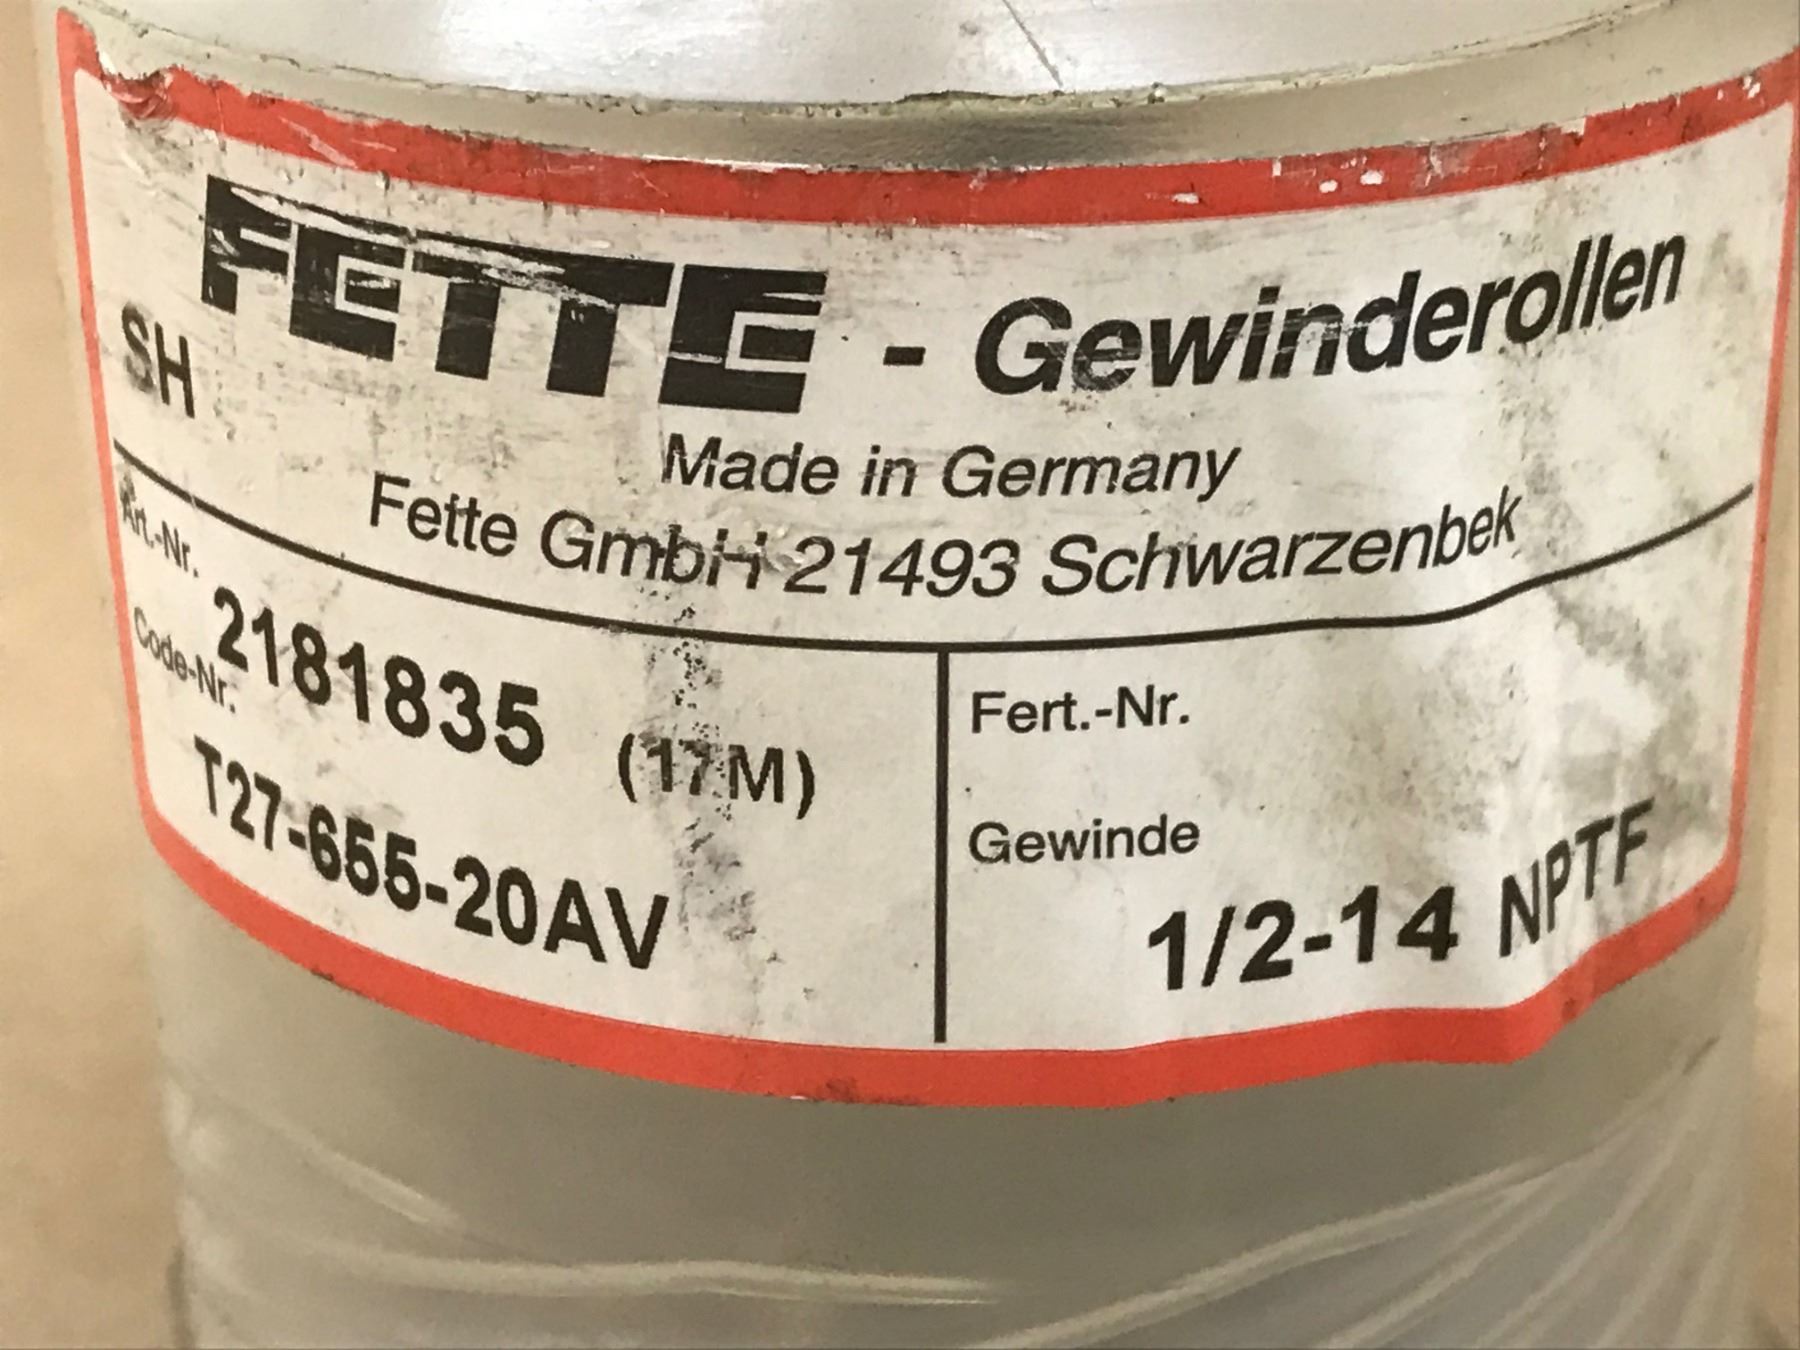 FETTE - Gewinderollen
SH
Made in Germany
Fette GmbH 21493 Schwarzenbek
Art.-Nr.
2181835 (17M)
Code-Nr.
T27-655-20AV
Fert.-Nr.
Gewinde
1/2-14 NPTF